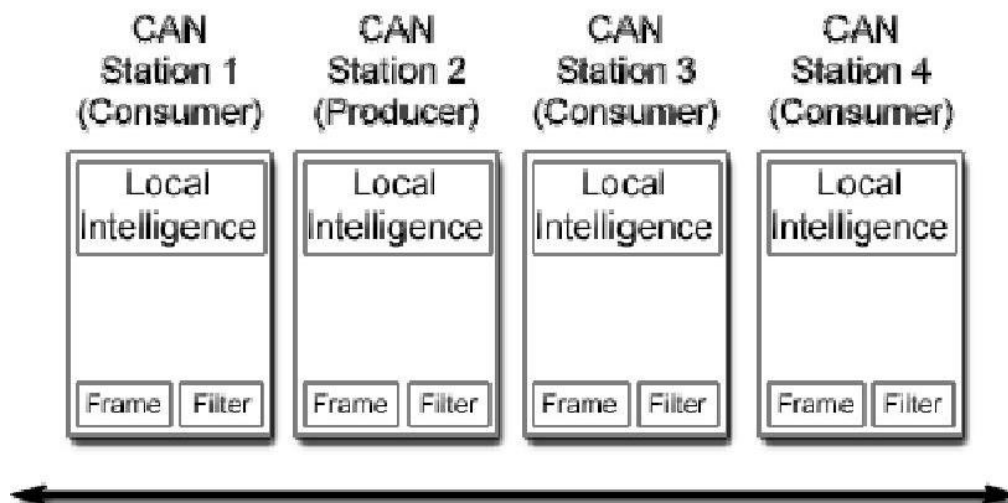 CAN
Station 1
(Consumer)
CAN
Station 2
(Producer)
CAN
Station 3
(Consumer)
CAN
Station 4
(Consumer)
Local
Intelligence
Local
Intelligence
Local
Intelligence
Local
Intelligence
Frame
Filter
Frame
Filter
Frame
Filter
Frame
Filter